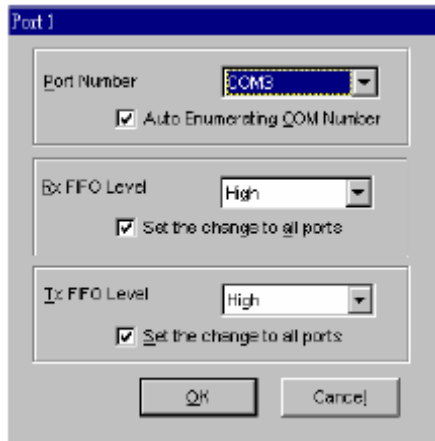 Port 1
Port Number
COM3
Auto Enumerating COM Number
Rx FIFO Level
High
Set the change to all ports
Tx FIFO Level
High
Set the change to all ports
OK
Cancel